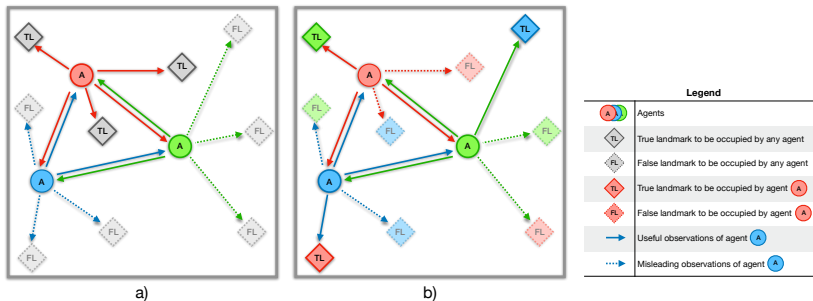 TL
FL
TL
A
TL
FL
A
FL
A
FL
FL
FL
a)
TL
TL
A
FL
FL
FL
A
FL
A
FL
FL
TL
b)
Legend
A Agents
TL True landmark to be occupied by any agent
FL False landmark to be occupied by any agent
TL True landmark to be occupied by agent A
FL False landmark to be occupied by agent A
Useful observations of agent A
Misleading observations of agent A